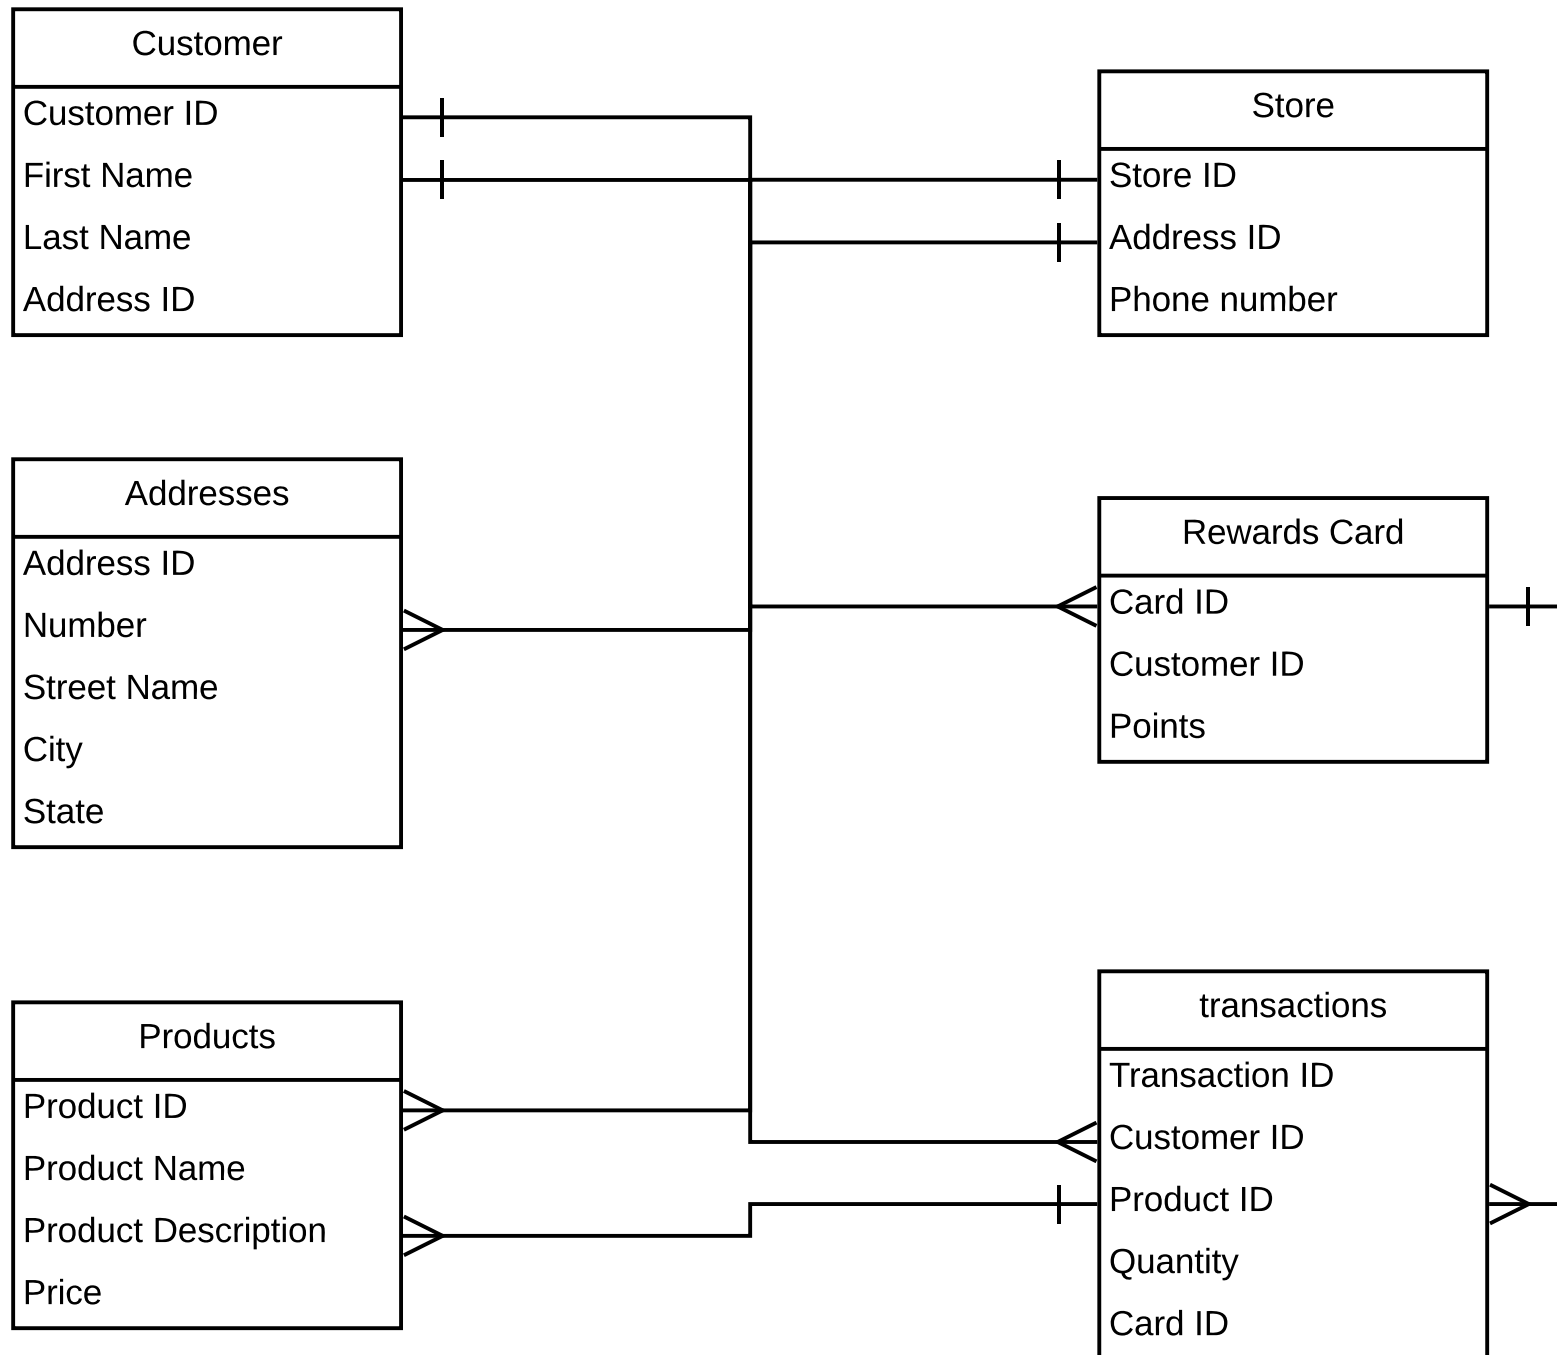 Customer
Customer ID
First Name
Last Name
Address ID
Store
Store ID
Address ID
Phone number
Addresses
Address ID
Number
Street Name
City
State
Rewards Card
Card ID
Customer ID
Points
Products
Product ID
Product Name
Product Description
Price
transactions
Transaction ID
Customer ID
Product ID
Quantity
Card ID